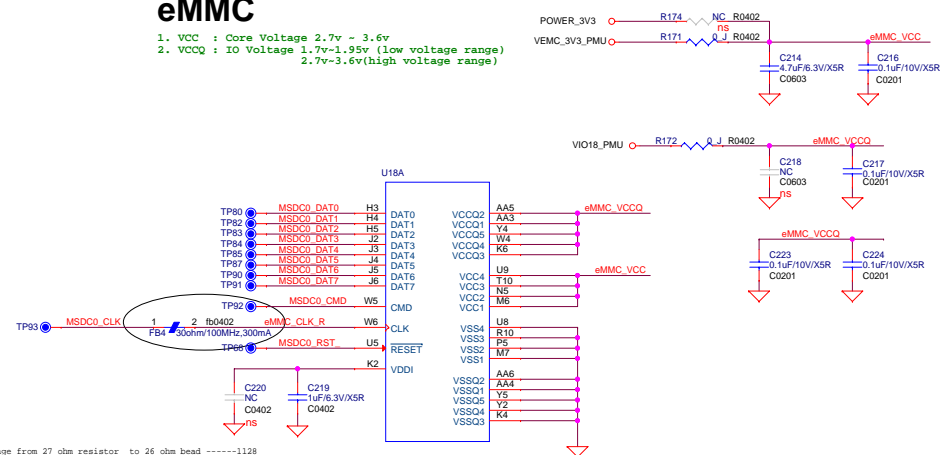 eMMC
1. VCC : Core Voltage 2.7v ~ 3.6v
2. VCCQ : IO Voltage 1.7v~1.95v (low voltage range)
2.7v~3.6v(high voltage range)
POWER_3V3
R174
NC
R0402
ns
VEMC_3V3_PMU
R171
0_J
R0402
eMMC_VCC
C214
4.7uF/6.3V/X5R
C0603
C216
0.1uF/10V/X5R
C0201
VIO18_PMU
R172
0_J
R0402
eMMC_VCCQ
C218
NC
C0603
ns
C217
0.1uF/10V/X5R
C0201
eMMC_VCCQ
C223
0.1uF/10V/X5R
C0201
C224
0.1uF/10V/X5R
C0201
U18A
TP80 MSDC0_DAT0 H3 DAT0
TP82 MSDC0_DAT1 H4 DAT1
TP83 MSDC0_DAT2 H5 DAT2
TP84 MSDC0_DAT3 J2 DAT3
TP85 MSDC0_DAT4 J3 DAT4
TP87 MSDC0_DAT5 J4 DAT5
TP90 MSDC0_DAT6 J5 DAT6
TP91 MSDC0_DAT7 J6 DAT7
TP92 MSDC0_CMD W5 CMD
TP93 MSDC0_CLK 1 2 fb0402 eMMC_CLK_R W6 CLK
FB4 30ohm/100MHz,300mA
MSDC0_RST_ U5 RESET
K2 VDDI
C220
NC
C0402
ns
C219
1uF/6.3V/X5R
C0402
VCCQ2 AA5 eMMC_VCCQ
VCCQ1 AA3
VCCQ5 Y4
VCCQ4 W4
VCCQ3 K6
VCC4 U9 eMMC_VCC
VCC3 T10
VCC2 N5
VCC1 M6
VSS4 U8
VSS3 R10
VSS2 P5
VSS1 M7
VSSQ2 AA6
VSSQ1 AA4
VSSQ5 Y5
VSSQ4 Y2
VSSQ3 K4
ge from 27 ohm resistor to 26 ohm bead ------1128